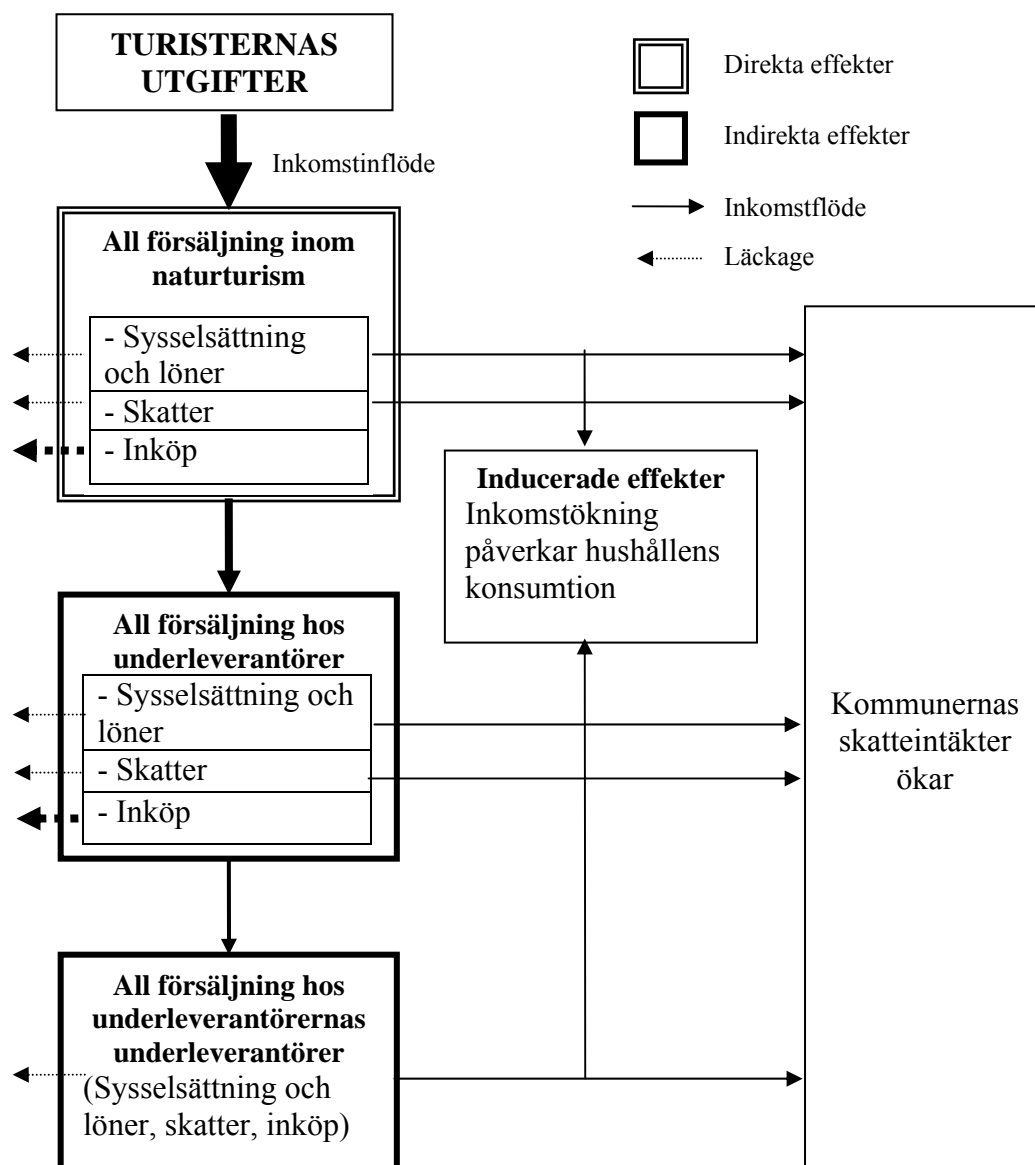 TURISTERNAS
UTGIFTER
Direkta effekter
Indirekta effekter
Inkomstinflöde
Inkomstflöde
Läckage
All försäljning inom
naturturism
- Sysselsättning
och löner
- Skatter
- Inköp
Inducerade effekter
Inkomstökning
påverkar hushållens
konsumtion
All försäljning hos
underleverantörer
- Sysselsättning och
löner
- Skatter
- Inköp
Kommunernas
skatteintäkter
ökar
All försäljning hos
underleverantörernas
underleverantörer
(Sysselsättning och
löner, skatter, inköp)